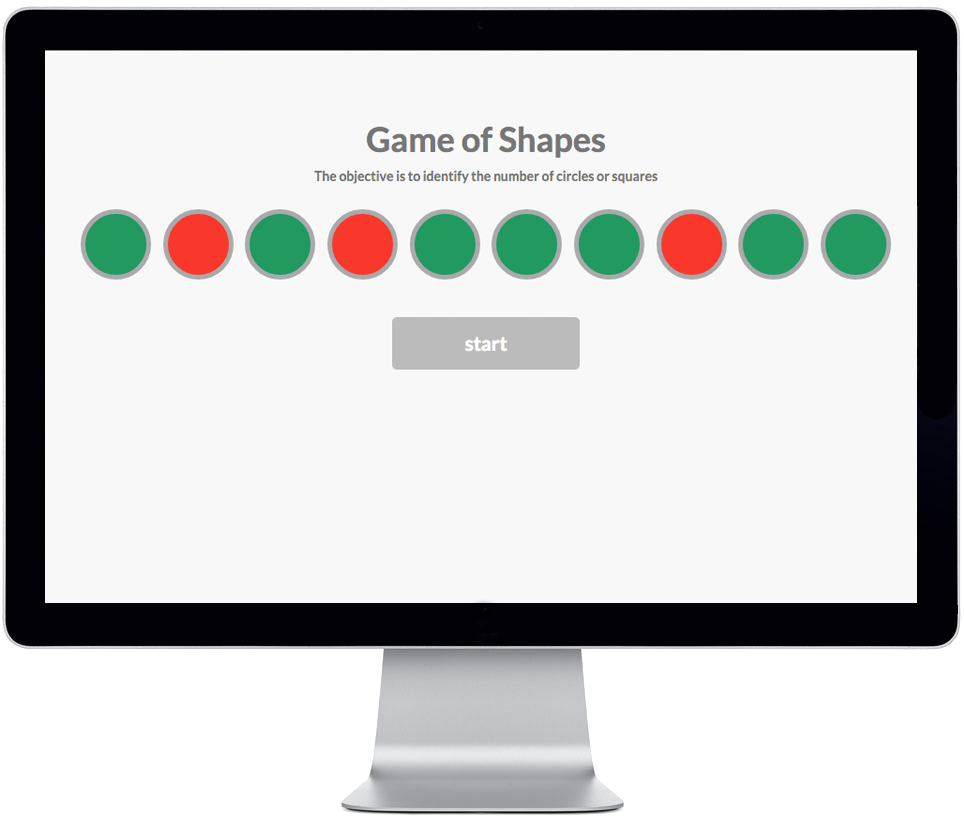 Game of Shapes
The objective is to identify the number of circles or squares
start